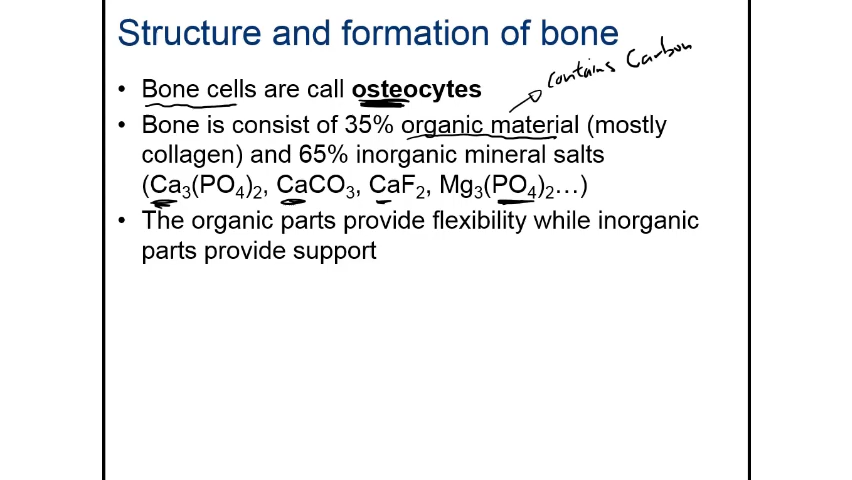 Structure and formation of bone
contains Carbon
• Bone cells are call osteocytes
• Bone is consist of 35% organic material (mostly
collagen) and 65% inorganic mineral salts
(Ca₃(PO₄)₂, CaCO₃, CaF₂, Mg₃(PO₄)₂…)
• The organic parts provide flexibility while inorganic
parts provide support